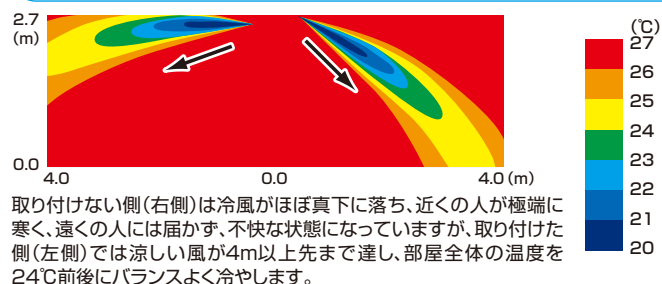 2.7
(m)
0.0
4.0
0.0
4.0(m)
(℃)
27
26
25
24
23
22
21
20
取り付けない側(右側)は冷風がほぼ真下に落ち、近くの人が極端に
寒く、遠くの人には届かず、不快な状態になっていますが、取り付けた
側(左側)では涼しい風が4m以上先まで達し、部屋全体の温度を
24℃前後にバランスよく冷やします。